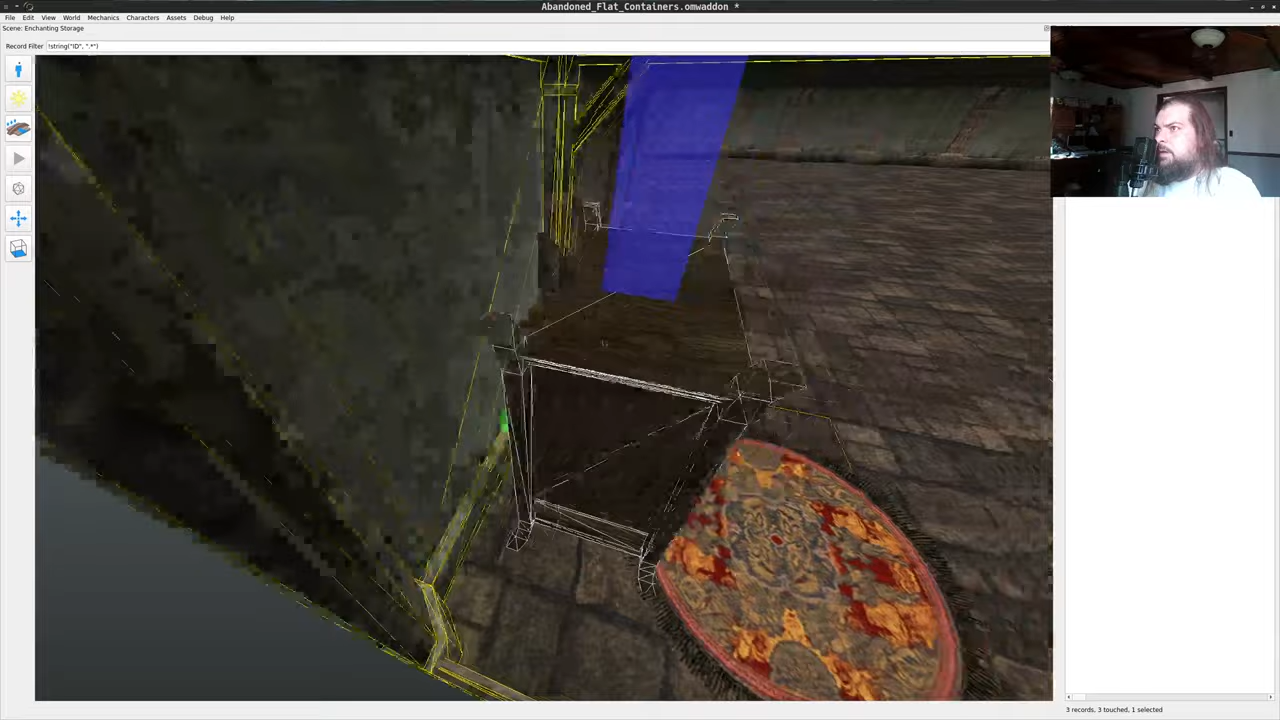 Abandoned_Flat_Containers.omwaddon *
File Edit View World Mechanics Characters Assets Debug Help
Scene: Enchanting Storage
Record Filter !string("ID", ".*")
3 records, 3 touched, 1 selected